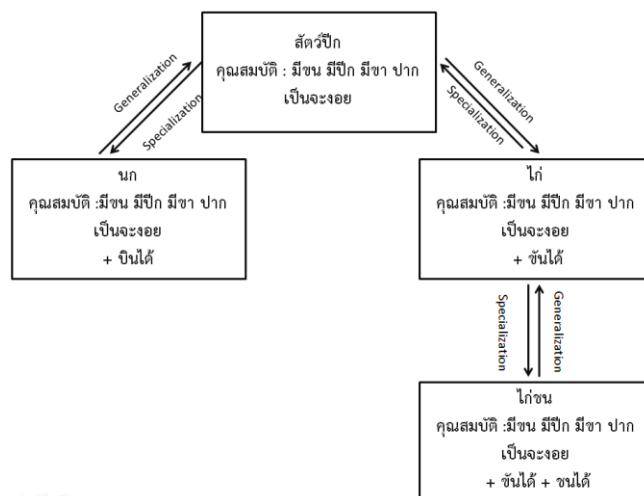 สัตว์ปีก
คุณสมบัติ : มีขน มีปีก มีขา ปาก
เป็นจะงอย
Generalization
Specialization
Generalization
Specialization
นก
คุณสมบัติ :มีขน มีปีก มีขา ปาก
เป็นจะงอย
+ บินได้
ไก่
คุณสมบัติ :มีขน มีปีก มีขา ปาก
เป็นจะงอย
+ ขันได้
Specialization
Generalization
ไก่ชน
คุณสมบัติ :มีขน มีปีก มีขา ปาก
เป็นจะงอย
+ ขันได้ + ชนได้